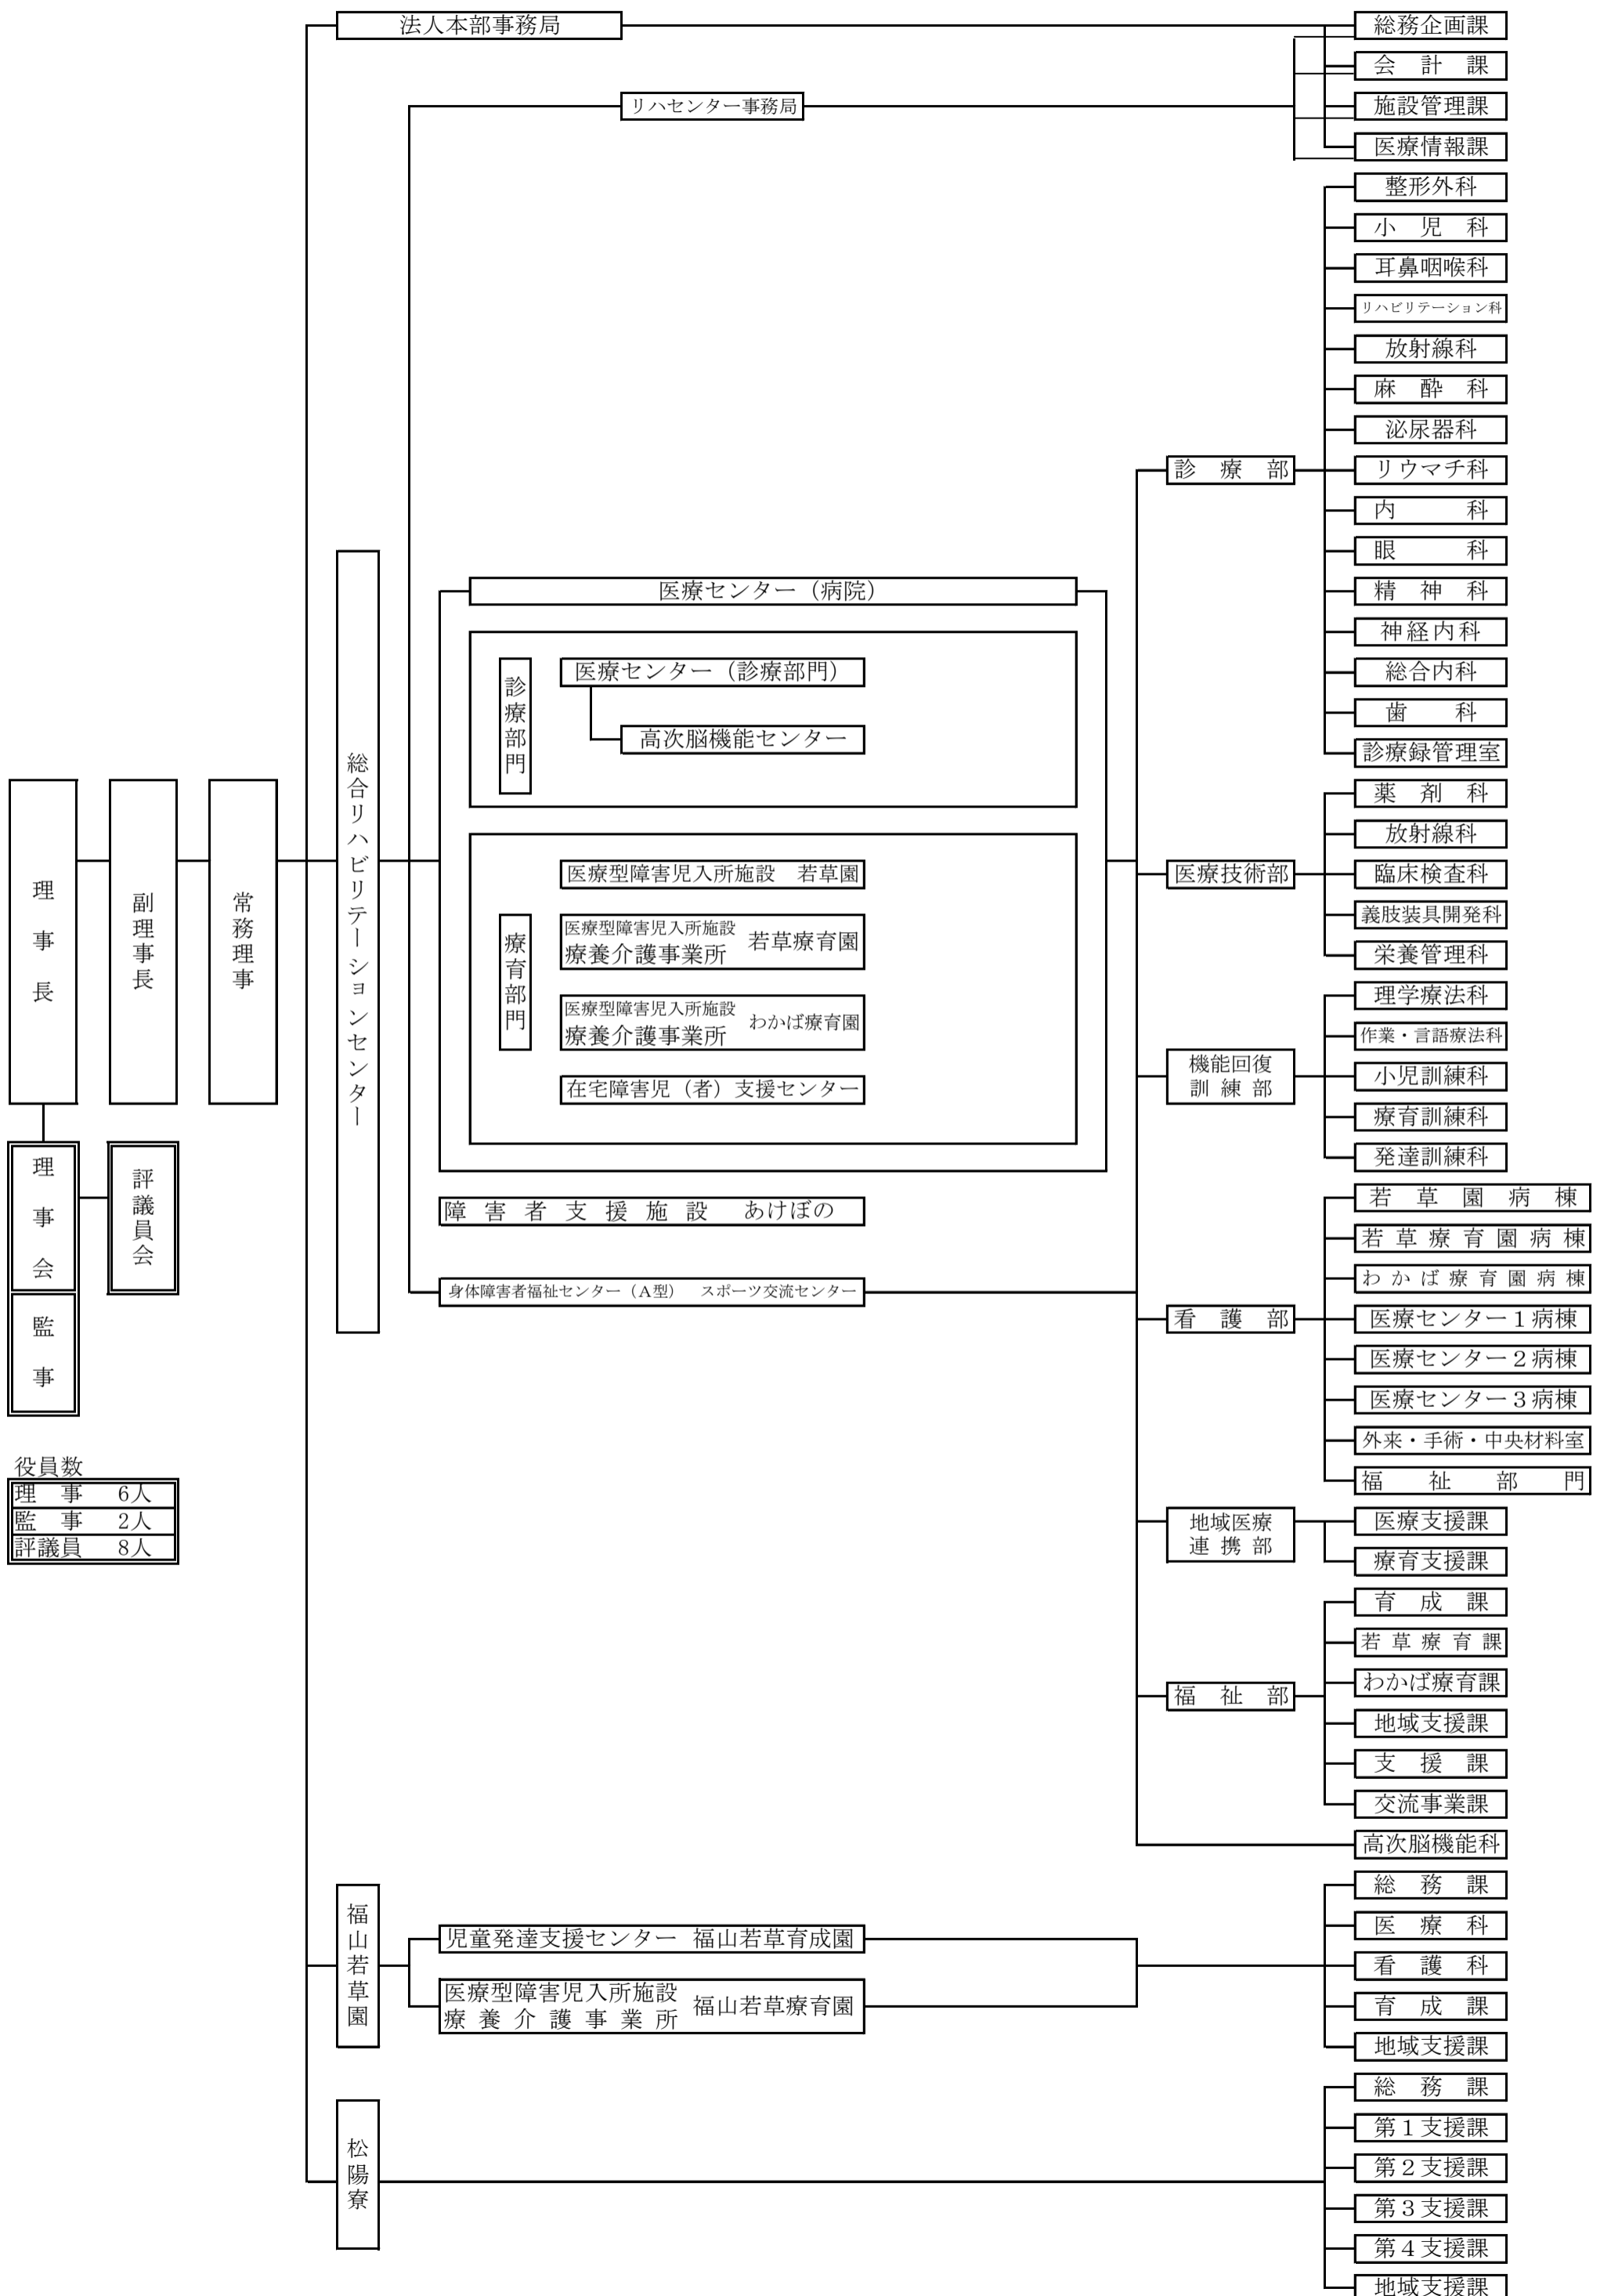 法人本部事務局
総務企画課
会　計　課
リハセンター事務局
施設管理課
医療情報課
整形外科
小　児　科
耳鼻咽喉科
リハビリテーション科
放射線科
麻　酔　科
泌尿器科
診　療　部
リウマチ科
内　　　科
眼　　　科
医療センター（病院）
精　神　科
神経内科
診療部門
医療センター（診療部門）
総合内科
歯　　科
高次脳機能センター
診療録管理室
理事長
副理事長
常務理事
総合リハビリテーションセンター
薬　剤　科
放射線科
医療型障害児入所施設　若草園
医療技術部
臨床検査科
療育部門
医療型障害児入所施設
療養介護事業所
若草療育園
義肢装具開発科
栄養管理科
医療型障害児入所施設
療養介護事業所
わかば療育園
理学療法科
作業・言語療法科
在宅障害児（者）支援センター
機能回復
訓練部
小児訓練科
療育訓練科
発達訓練科
理事会
評議員会
監事
障害者支援施設　あけぼの
若草園病棟
若草療育園病棟
わかば療育園病棟
身体障害者福祉センター（A型）　スポーツ交流センター
看　護　部
医療センター１病棟
医療センター２病棟
医療センター３病棟
外来・手術・中央材料室
福祉部門
役員数
理　事　6人
監　事　2人
評議員　8人
地域医療
連携部
医療支援課
療育支援課
育　成　課
若草療育課
わかば療育課
福　祉　部
地域支援課
支　援　課
交流事業課
高次脳機能科
福山若草園
児童発達支援センター　福山若草育成園
医療型障害児入所施設
療養介護事業所
福山若草療育園
総　務　課
医　療　科
看　護　科
育　成　課
地域支援課
松陽寮
総　務　課
第１支援課
第２支援課
第３支援課
第４支援課
地域支援課